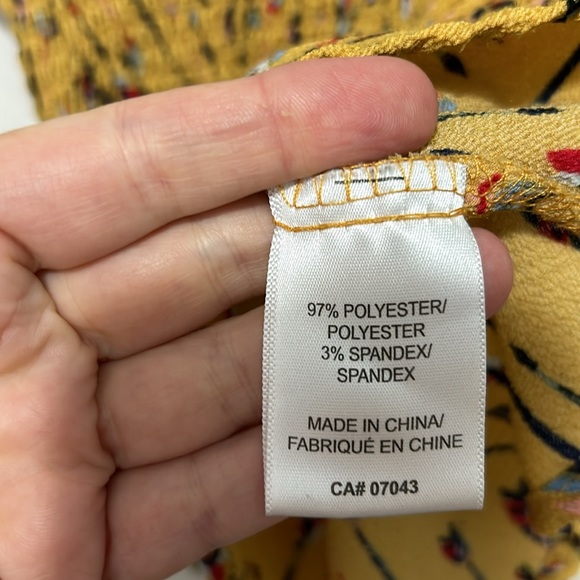 97% POLYESTER/
POLYESTER
3% SPANDEX/
SPANDEX
MADE IN CHINA/
FABRIQUÉ EN CHINE
CA# 07043